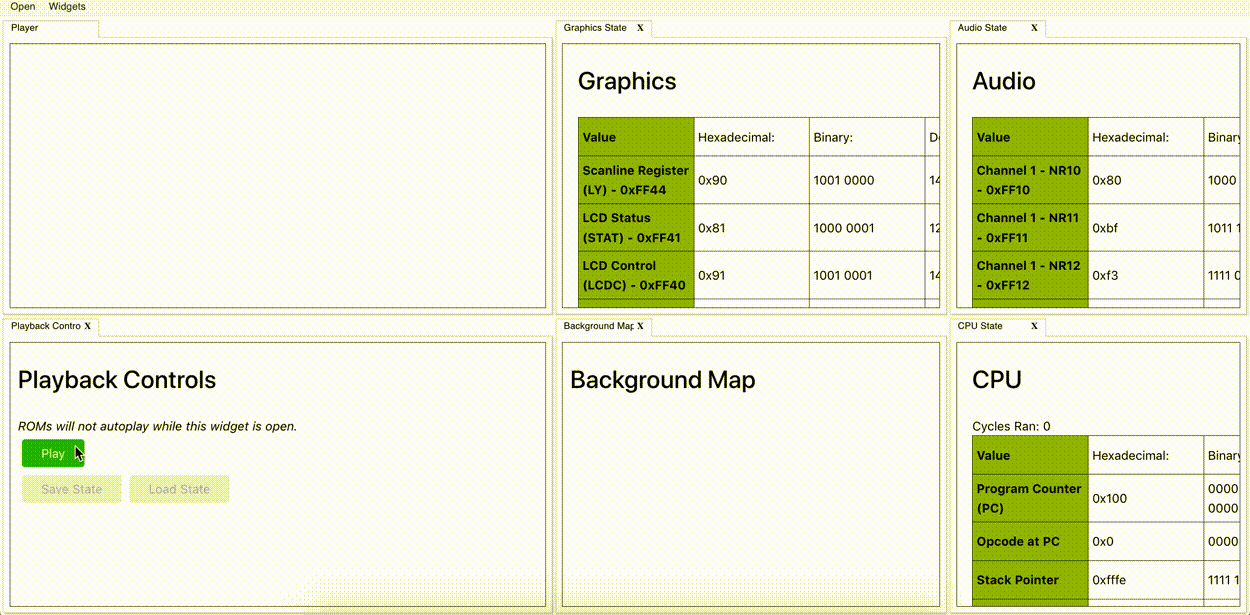 Open Widgets
Player
Graphics State X
Audio State X
Graphics
Value Hexadecimal: Binary:
Scanline Register
(LY) - 0xFF44 0x90 1001 0000
LCD Status
(STAT) - 0xFF41 0x81 1000 0001
LCD Control
(LCDC) - 0xFF40 0x91 1001 0001
Audio
Value Hexadecimal: Binary
Channel 1 - NR10
- 0xFF10 0x80 1000
Channel 1 - NR11
- 0xFF11 0xbf 1011 1
Channel 1 - NR12
- 0xFF12 0xf3 1111 0
Playback Contro X
Background Map X
CPU State X
Playback Controls
ROMs will not autoplay while this widget is open.
Play
Save State Load State
Background Map
CPU
Cycles Ran: 0
Value Hexadecimal: Binary
Program Counter
(PC) 0x100 0000
0000
Opcode at PC 0x0 0000
Stack Pointer 0xfffe 1111 1